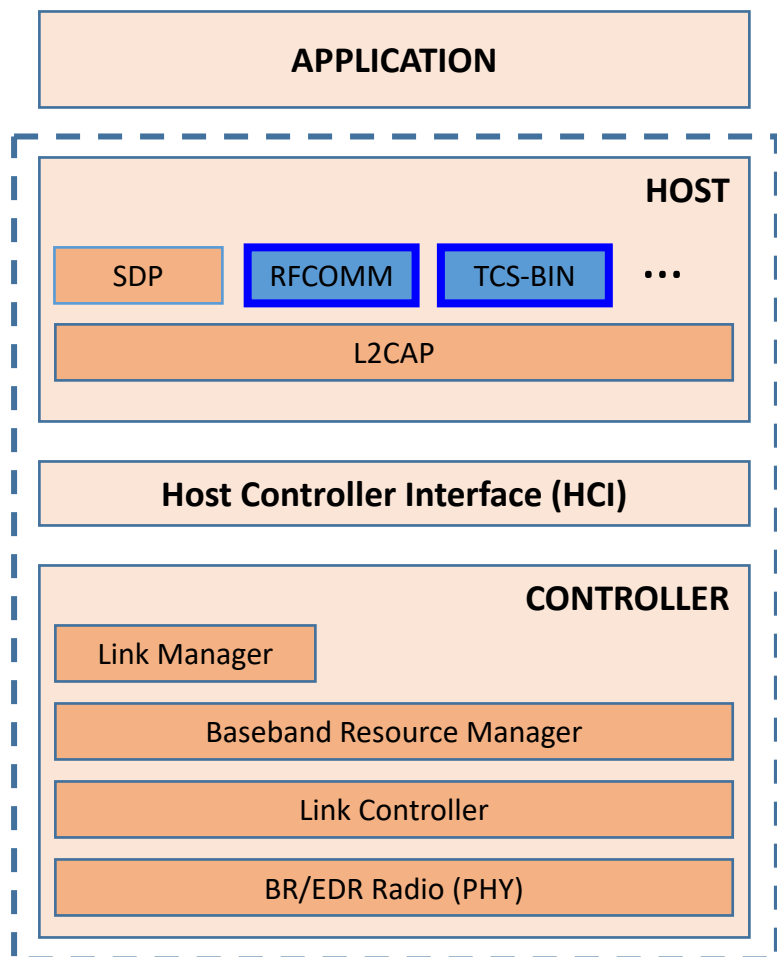 APPLICATION
HOST
SDP RFCOMM TCS-BIN ...
L2CAP
Host Controller Interface (HCI)
CONTROLLER
Link Manager
Baseband Resource Manager
Link Controller
BR/EDR Radio (PHY)